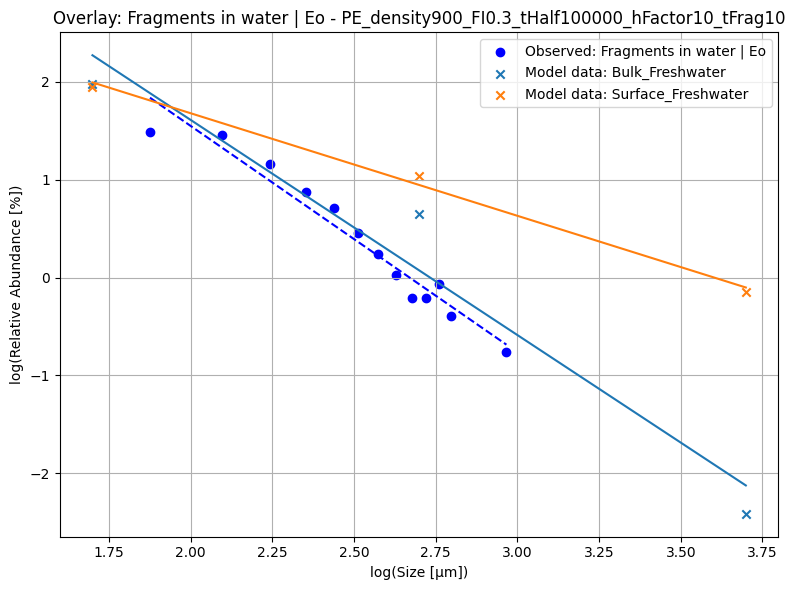 Overlay: Fragments in water | Eo - PE_density900_FI0.3_tHalf100000_hFactor10_tFrag10
Observed: Fragments in water | Eo
Model data: Bulk_Freshwater
Model data: Surface_Freshwater
log(Relative Abundance [%])
2
1
0
−1
−2
1.75
2.00
2.25
2.50
2.75
3.00
3.25
3.50
3.75
log(Size [μm])